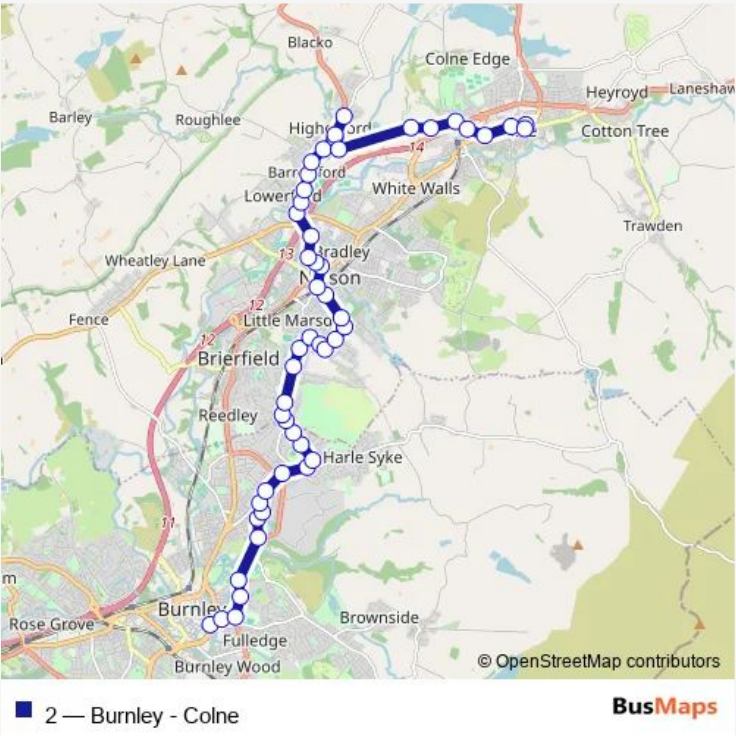 Blacko
Colne Edge
Heyroyd
Laneshaw
Barley
Roughlee
Cotton Tree
14
White Walls
Trawden
Bradley
Wheatley Lane
13
12
Fence
Little Marso
12
Brierfield
Reedley
Harle Syke
11
m
Burnley
Rose Grove
Brownside
Fulledge
Burnley Wood
© OpenStreetMap contributors
2 — Burnley - Colne
BusMaps